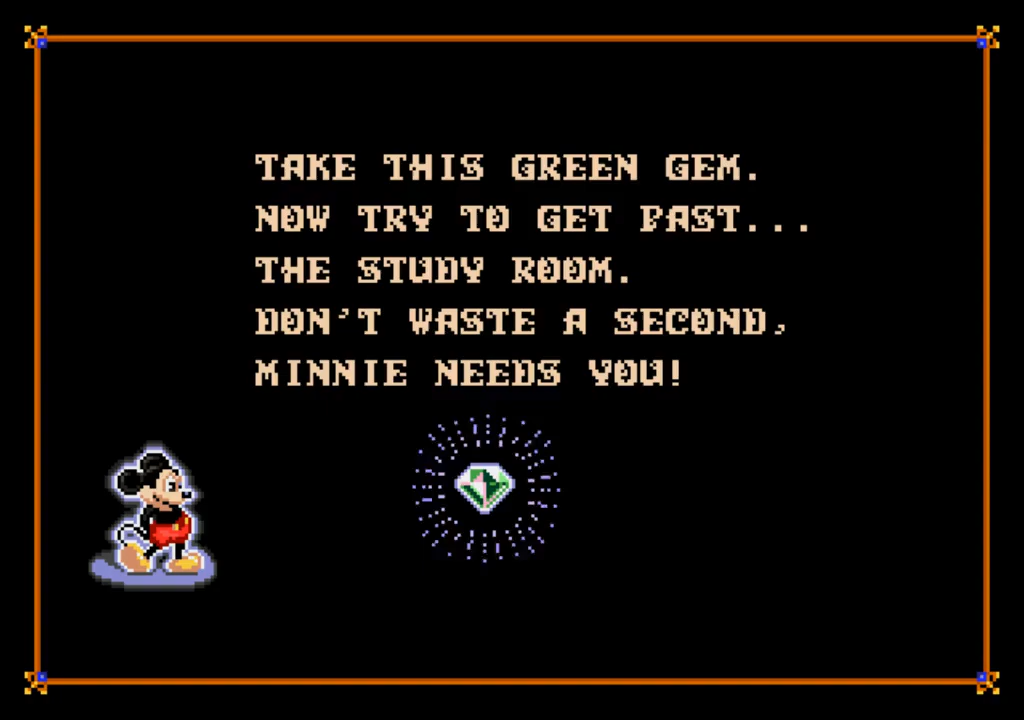 TAKE THIS GREEN GEM.
NOW TRY TO GET PAST...
THE STUDY ROOM.
DON'T WASTE A SECOND,
MINNIE NEEDS YOU!